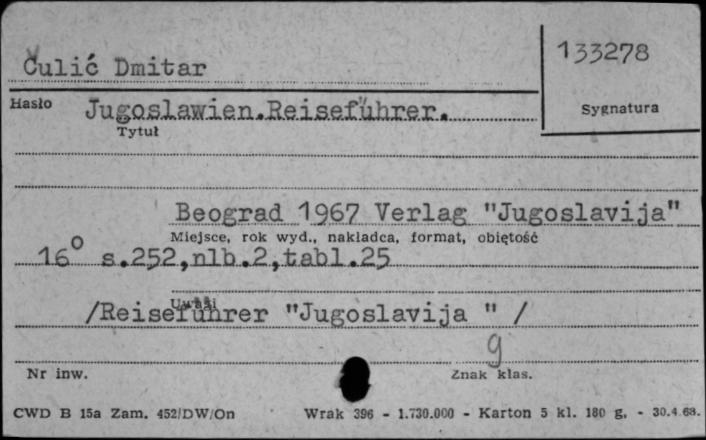 Čulić Dmitar
133278
Hasło Jugoslawien.Reiseführer.
Sygnatura
Tytuł
Beograd 1967 Verlag "Jugoslavija"
Miejsce, rok wyd., nakładca, format, objętość
16° s.252,nlb.2,tabl.25
Uwagi
/Reiseführer "Jugoslavija " /
g
Nr inw.
Znak klas.
CWD B 15a Zam. 452/DW/On Wrak 396 - 1.730.000 - Karton 5 kl. 180 g. - 30.4.68.